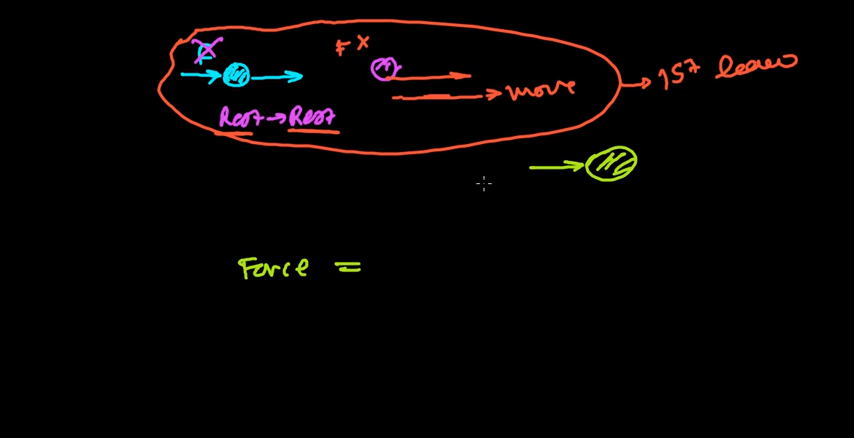 F
F x
move
Rest → Rest
1st law
Force =